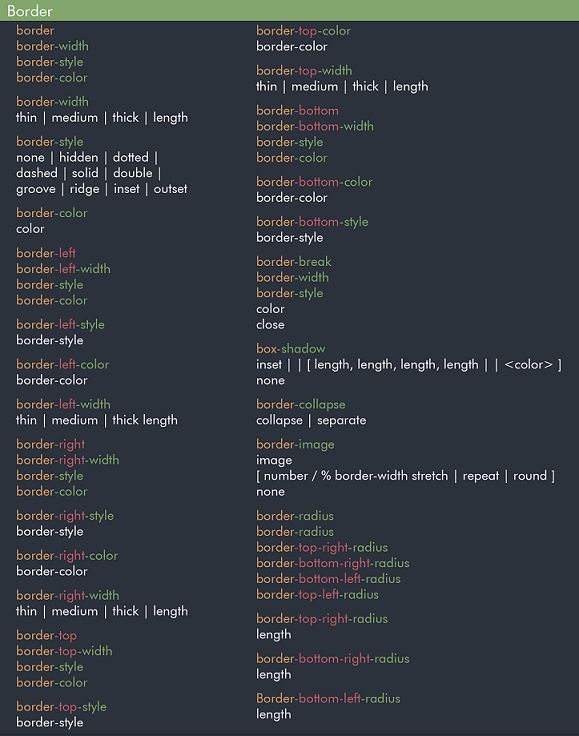 Border
border
border-width
border-style
border-color
border-width
thin | medium | thick | length
border-style
none | hidden | dotted |
dashed | solid | double |
groove | ridge | inset | outset
border-color
color
border-left
border-left-width
border-style
border-color
border-left-style
border-style
border-left-color
border-color
border-left-width
thin | medium | thick length
border-right
border-right-width
border-style
border-color
border-right-style
border-style
border-right-color
border-color
border-right-width
thin | medium | thick | length
border-top
border-top-width
border-style
border-color
border-top-style
border-style
border-top-color
border-color
border-top-width
thin | medium | thick | length
border-bottom
border-bottom-width
border-style
border-color
border-bottom-color
border-color
border-bottom-style
border-style
border-break
border-width
border-style
color
close
box-shadow
inset | | [ length, length, length, length | | <color> ]
none
border-collapse
collapse | separate
border-image
image
[ number / % border-width stretch | repeat | round ]
none
border-radius
border-radius
border-top-right-radius
border-bottom-right-radius
border-bottom-left-radius
border-top-left-radius
border-top-right-radius
length
border-bottom-right-radius
length
Border-bottom-left-radius
length